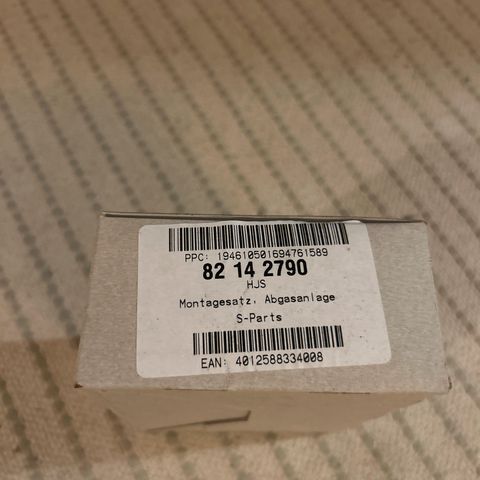 PPC: 194610501694761589
82 14 2790
HJS
Montagesatz, Abgasanlage
S-Parts
EAN: 4012588334008